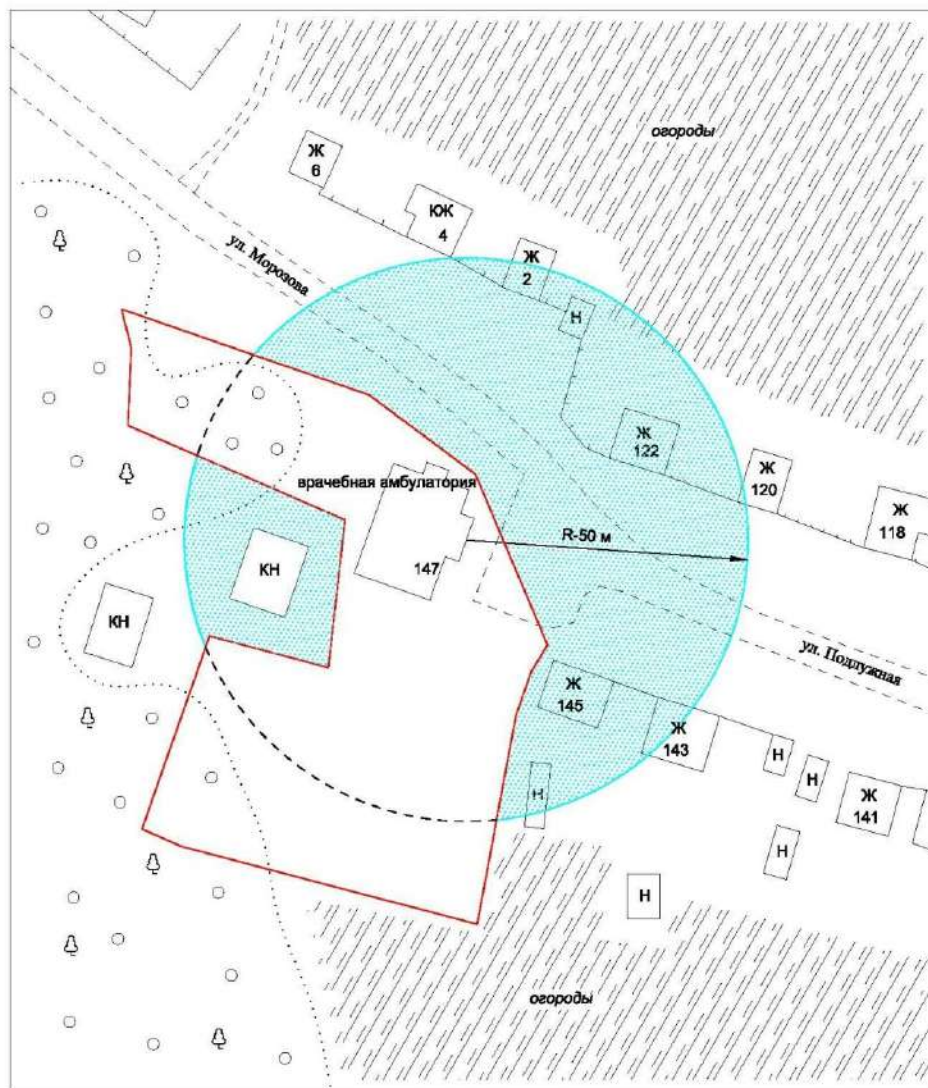 огороды
Ж
6
КЖ
4
ул. Морозова
Ж
2
Н
Ж
122
Ж
120
Ж
118
врачебная амбулатория
147
R-50 м
КН
КН
ул. Подлужная
Ж
145
Ж
143
Н
Н
Ж
141
Н
Н
Н
огороды